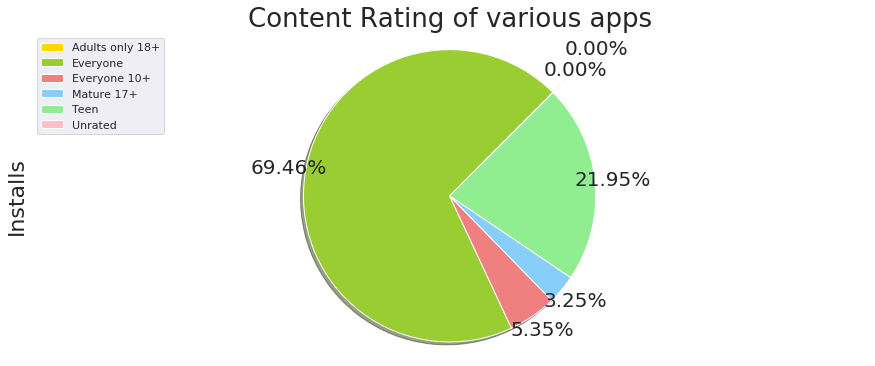 Content Rating of various apps
Adults only 18+
Everyone
Everyone 10+
Mature 17+
Teen
Unrated
Installs
0.00%
0.00%
69.46%
21.95%
3.25%
5.35%